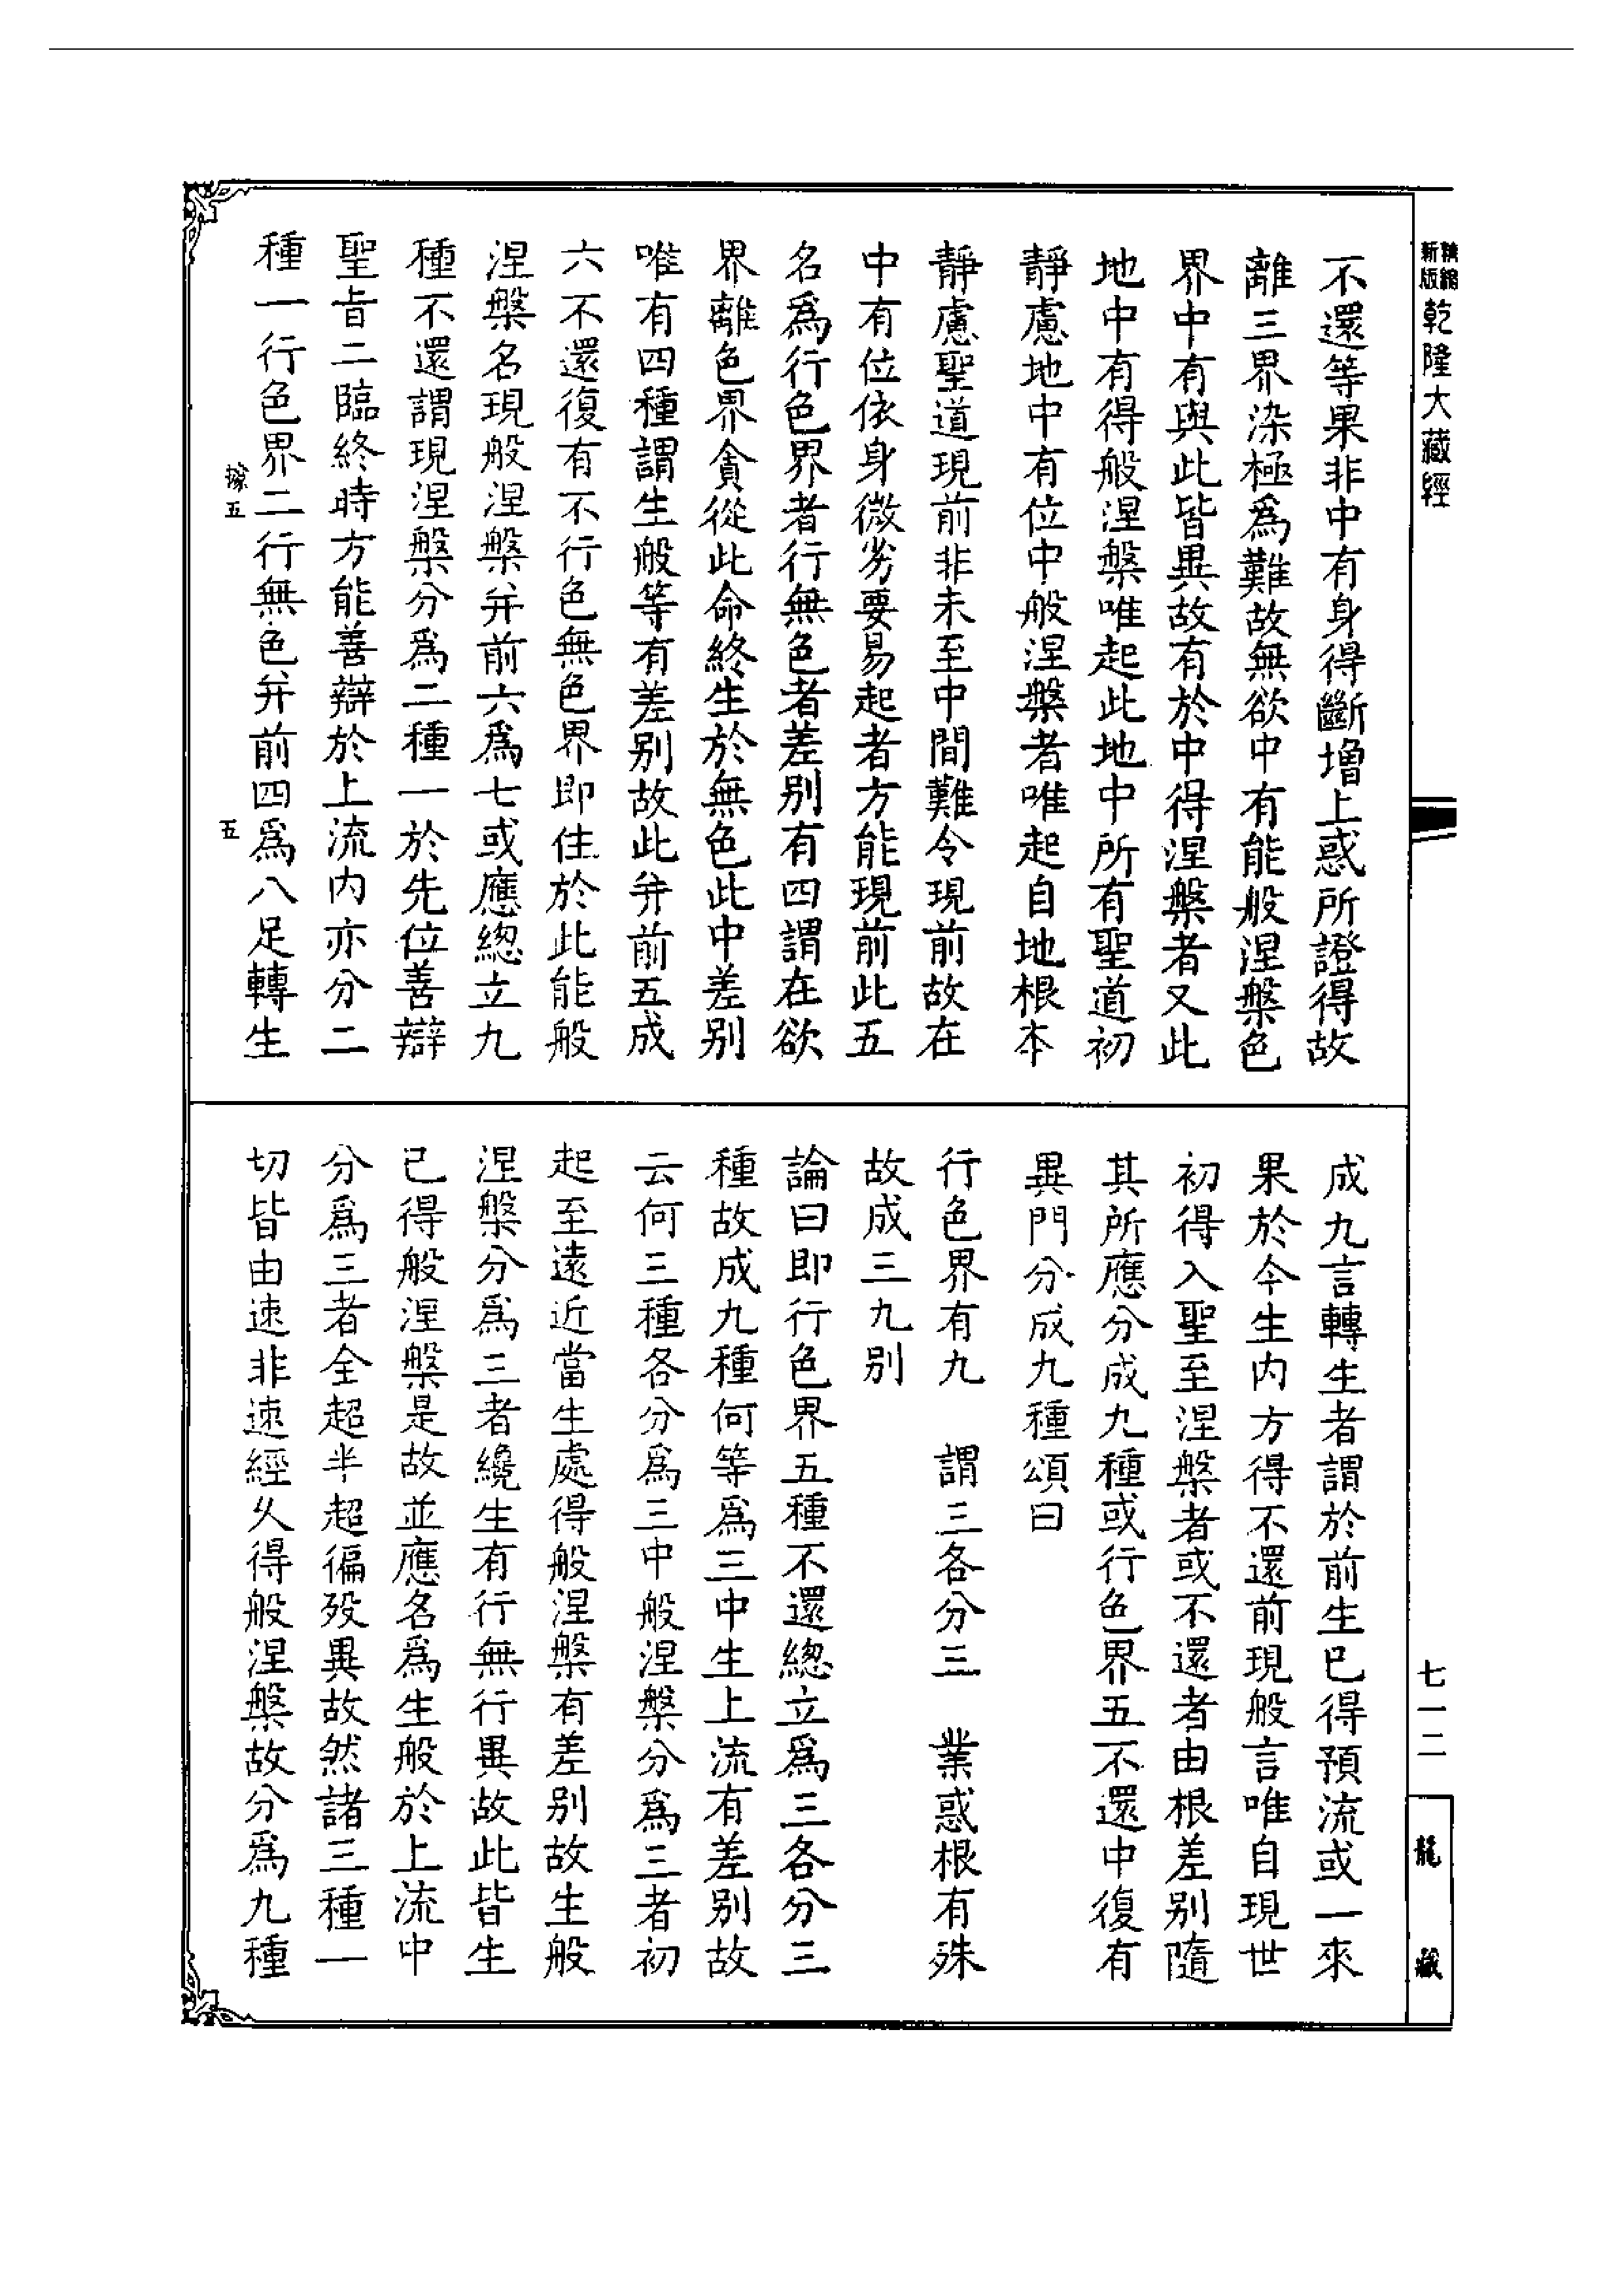 精縮
新版
乾隆大藏經
不還等果非中有身得斷增上惑所證得故
離三界染極爲難故無欲中有能般涅槃色
界中有與此皆異故有於中得涅槃者又此
地中有得般涅槃唯起此地中所有聖道初
靜慮地中有位中般涅槃者唯起自地根本
靜慮聖道現前非未至中間難令現前故在
中有位依身微劣要易起者方能現前此五
名爲行色界者行無色者差别有四謂在欲
界離色界貪從此命終生於無色此中差别
唯有四種謂生般等有差别故此并前五成
六不還復有不行色無色界即住於此能般
涅槃名現般涅槃并前六爲七或應總立九
種不還謂現涅槃分爲二種一於先位善辯
聖旨二臨終時方能善辯於上流内亦分二
種一行色界二行無色并前四爲八足轉生
五
成九言轉生者謂於前生已得預流或一來
果於今生内方得不還前現般言唯自現世
初得入聖至涅槃者或不還者由根差别隨
其所應分成九種或行色界五不還中復有
異門分成九種頌曰
行色界有九　謂三各分三　業惑根有殊
故成三九别
論曰即行色界五種不還總立爲三各分三
種故成九種何等爲三中生上流有差别故
云何三種各分爲三中般涅槃分爲三者初
起至遠近當生處得般涅槃有差别故生般
涅槃分爲三者纔生有行無行異故此皆生
已得般涅槃是故並應名爲生般於上流中
分爲三者全超半超徧歿異故然諸三種一
切皆由速非速經久得般涅槃故分爲九種
七一二
龍藏